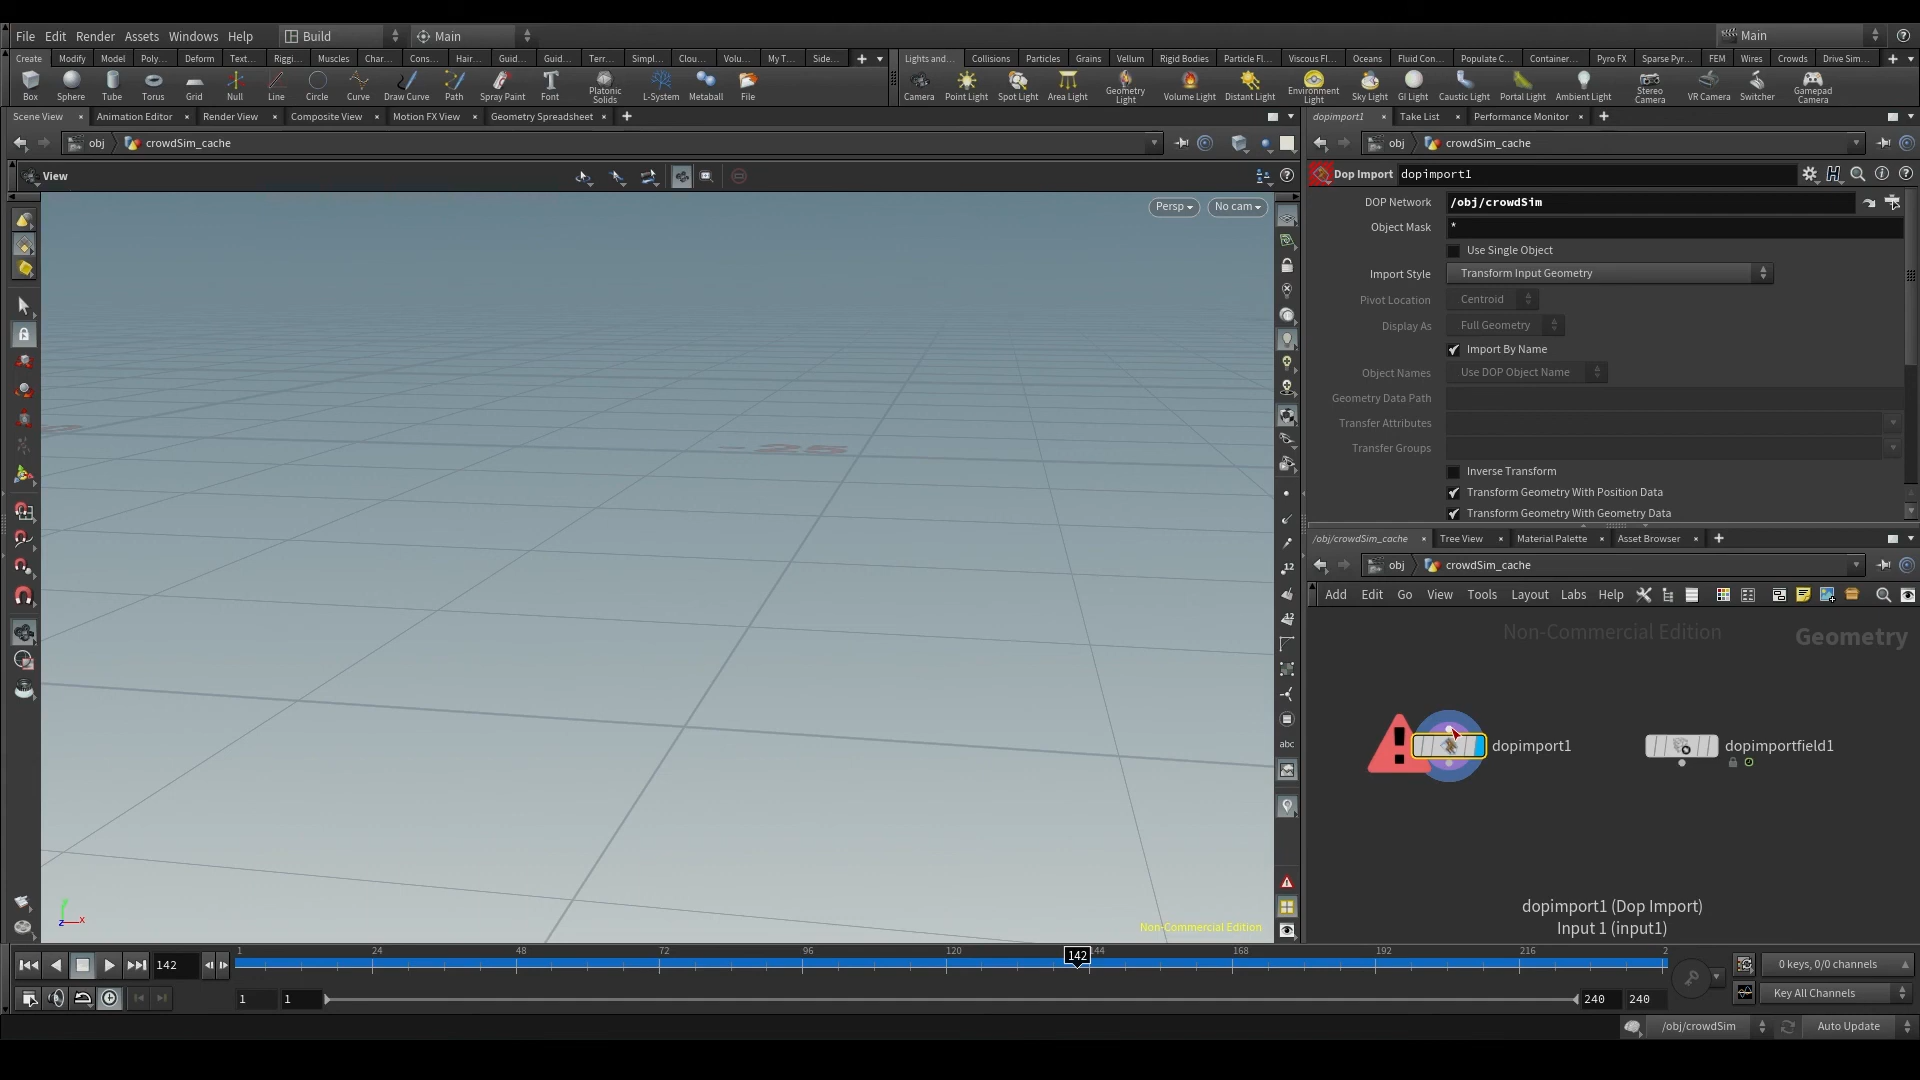 File Edit Render Assets Windows Help Build Main Main
Create Modify Model Poly... Deform Text... Riggi... Muscles Char... Cons... Hair... Guid... Guid... Terr... Simpl... Clou... Volu... My T... Side... Lights and... Collisions Particles Grains Vellum Rigid Bodies Particle Fl... Viscous Fl... Oceans Fluid Con... Populate C... Container... Pyro FX Sparse Pyr... FEM Wires Crowds Drive Sim...
Box Sphere Tube Torus Grid Null Line Circle Curve Draw Curve Path Spray Paint Font Platonic Solids L-System Metaball File Camera Point Light Spot Light Area Light Geometry Light Volume Light Distant Light Environment Light Sky Light GI Light Caustic Light Portal Light Ambient Light Stereo Camera VR Camera Switcher Gamepad Camera
Scene View Animation Editor Render View Composite View Motion FX View Geometry Spreadsheet dopimport1 Take List Performance Monitor
obj crowdSim_cache obj crowdSim_cache
View
Persp No cam
Dop Import dopimport1
DOP Network /obj/crowdSim
Object Mask *
Use Single Object
Import Style Transform Input Geometry
Pivot Location Centroid
Display As Full Geometry
Import By Name
Object Names Use DOP Object Name
Geometry Data Path
Transfer Attributes
Transfer Groups
Inverse Transform
Transform Geometry With Position Data
Transform Geometry With Geometry Data
/obj/crowdSim_cache Tree View Material Palette Asset Browser
obj crowdSim_cache
Add Edit Go View Tools Layout Labs Help
Non-Commercial Edition Geometry
dopimport1 dopimportfield1
dopimport1 (Dop Import)
Input 1 (input1)
25
12
12
abc
y
z x
Non-Commercial Edition
142 1 24 48 72 96 120 142 144 168 192 216 2
0 keys, 0/0 channels
1 1 240 240 Key All Channels
/obj/crowdSim Auto Update